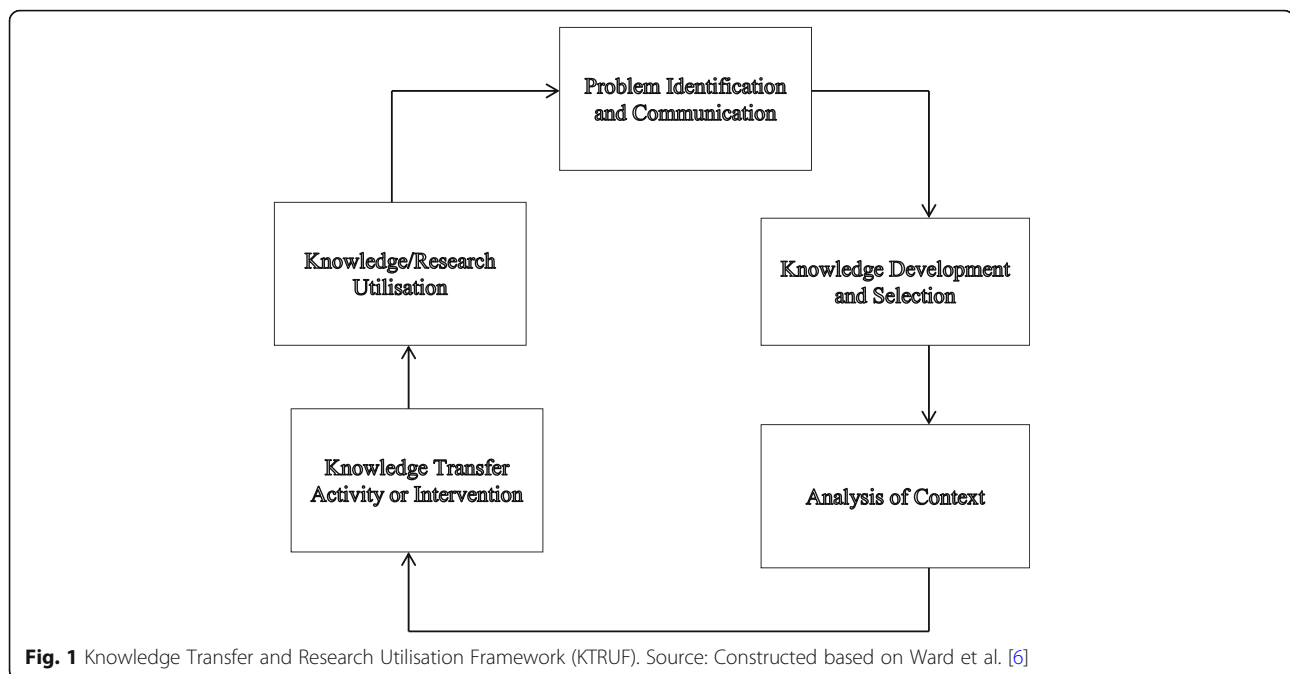 Problem Identification
and Communication
Knowledge/Research
Utilisation
Knowledge Development
and Selection
Knowledge Transfer
Activity or Intervention
Analysis of Context
Fig. 1 Knowledge Transfer and Research Utilisation Framework (KTRUF). Source: Constructed based on Ward et al. [6]